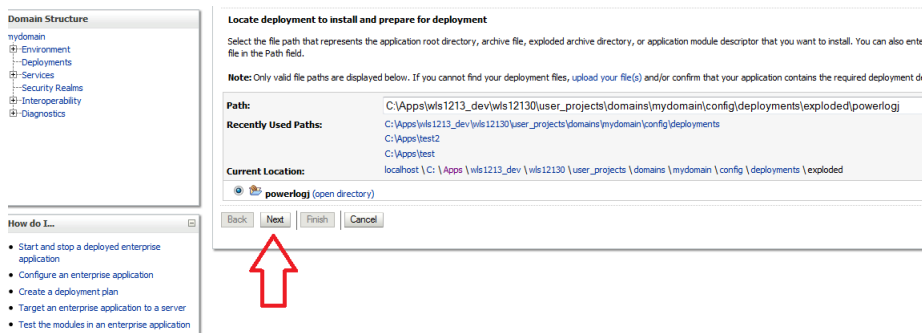 Domain Structure
mydomain
Environment
Deployments
Services
Security Realms
Interoperability
Diagnostics
How do I...
Start and stop a deployed enterprise
application
Configure an enterprise application
Create a deployment plan
Target an enterprise application to a server
Test the modules in an enterprise application
Locate deployment to install and prepare for deployment
Select the file path that represents the application root directory, archive file, exploded archive directory, or application module descriptor that you want to install. You can also ente
file in the Path field.
Note: Only valid file paths are displayed below. If you cannot find your deployment files, upload your file(s) and/or confirm that your application contains the required deployment de
Path: C:\Apps\wls1213_dev\wls12130\user_projects\domains\mydomain\config\deployments\exploded\powerlogj
Recently Used Paths: C:\Apps\wls1213_dev\wls12130\user_projects\domains\mydomain\config\deployments
C:\Apps\test2
C:\Apps\test
Current Location: localhost \ C: \ Apps \ wls1213_dev \ wls12130 \ user_projects \ domains \ mydomain \ config \ deployments \ exploded
powerlogj (open directory)
Back Next Finish Cancel